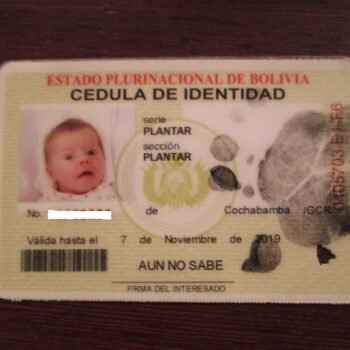 ESTADO PLURINACIONAL DE BOLIVIA
CEDULA DE IDENTIDAD
serie
PLANTAR
sección
PLANTAR
No. de Cochabamba /GCR
Válida hasta el 7 de Noviembre de 2019
AUN NO SABE
FIRMA DEL INTERESADO